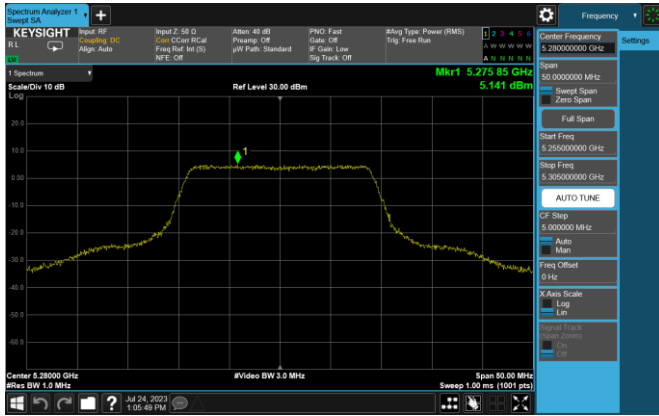 Spectrum Analyzer 1
Swept SA
+
Frequency
KEYSIGHT
R L
Input: RF
Coupling: DC
Align: Auto
Input Z: 50 Ω
Corr CCorr RCal
Freq Ref: Int (S)
NFE: Off
Atten: 40 dB
Preamp: Off
µW Path: Standard
PNO: Fast
Gate: Off
IF Gain: Low
Sig Track: Off
#Avg Type: Power (RMS)
Trig: Free Run
1 2 3 4 5 6
A W W W W W
A N N N N N
1 Spectrum
Scale/Div 10 dB
Log
Ref Level 30.00 dBm
Mkr1 5.275 85 GHz
5.141 dBm
20.0
10.0
0.00
-10.0
-20.0
-30.0
-40.0
-50.0
-60.0
1
Center 5.28000 GHz
#Res BW 1.0 MHz
#Video BW 3.0 MHz
Span 50.00 MHz
Sweep 1.00 ms (1001 pts)
Jul 24, 2023
1:05:49 PM
Center Frequency
5.280000000 GHz
Settings
Span
50.0000000 MHz
Swept Span
Zero Span
Full Span
Start Freq
5.255000000 GHz
Stop Freq
5.305000000 GHz
AUTO TUNE
CF Step
5.000000 MHz
Auto
Man
Freq Offset
0 Hz
X Axis Scale
Log
Lin
Signal Track
(Span Zoom)
On
Off